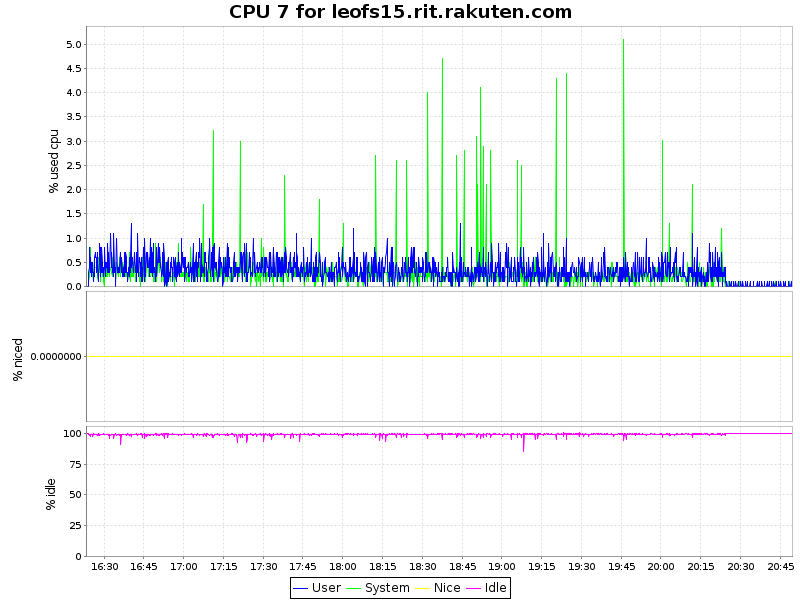 CPU 7 for leofs15.rit.rakuten.com
% used cpu
5.0
4.5
4.0
3.5
3.0
2.5
2.0
1.5
1.0
0.5
0.0
% niced
0.0000000
% idle
100
75
50
25
0
16:30 16:45 17:00 17:15 17:30 17:45 18:00 18:15 18:30 18:45 19:00 19:15 19:30 19:45 20:00 20:15 20:30 20:45
User System Nice Idle